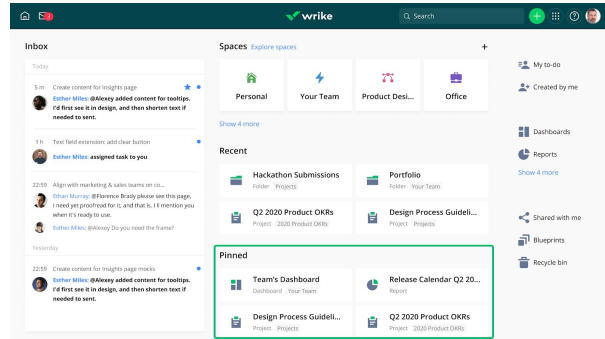 wrike
Search
Inbox
Today
5 m Create content for Insights page
Esther Miles: @Alexey added content for tooltips.
I'd first see it in design, and then shorten text if
needed to sent.
1 h Text field extension: add clear button
Esther Miles: assigned task to you
22:59 Align with marketing & sales teams on co...
Ethan Murray: @Florence Brady please see this page,
I need yet proofread for it, and that is, I ll mention you
when it's ready to use.
Esther Miles: @Alexey Do you need the frame?
Yesterday
22:59 Create content for Insights page mocks
Esther Miles: @Alexey added content for tooltips.
I'd first see it in design, and then shorten text if
needed to sent.
Spaces Explore spaces +
Personal
Your Team
Product Desi...
Office
Show 4 more
Recent
Hackathon Submissions
Folder Projects
Portfolio
Folder Your Team
Q2 2020 Product OKRs
Project 2020 Product OKRs
Design Process Guideli...
Project Projects
Pinned
Team's Dashboard
Dashboard Your Team
Release Calendar Q2 20...
Report
Design Process Guideli...
Project Projects
Q2 2020 Product OKRs
Project 2020 Product OKRs
My to-do
Created by me
Dashboards
Reports
Show 4 more
Shared with me
Blueprints
Recycle bin